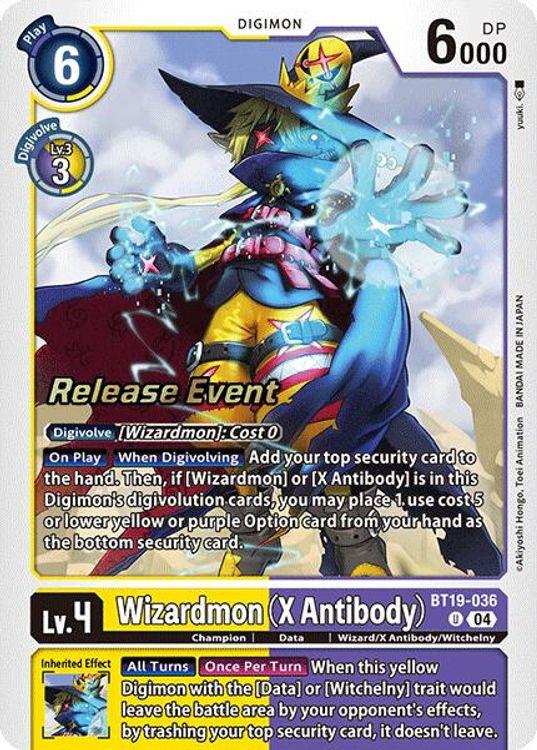 DIGIMON
Play
6
DP
6000
Digivolve
Lv.3
3
yuuki.
Release Event
Digivolve [Wizardmon]: Cost 0
On Play When Digivolving Add your top security card to
the hand. Then, if [Wizardmon] or [X Antibody] is in this
Digimon's digivolution cards, you may place 1 use cost 5
or lower yellow or purple Option card from your hand as
the bottom security card.
©Akiyoshi Hongo, Toei Animation BANDAI MADE IN JAPAN
Lv.4 Wizardmon (X Antibody) BT19-036
U 04
Champion Data Wizard/X Antibody/Witchelny
Inherited Effect
All Turns Once Per Turn When this yellow
Digimon with the [Data] or [Witchelny] trait would
leave the battle area by your opponent's effects,
by trashing your top security card, it doesn't leave.